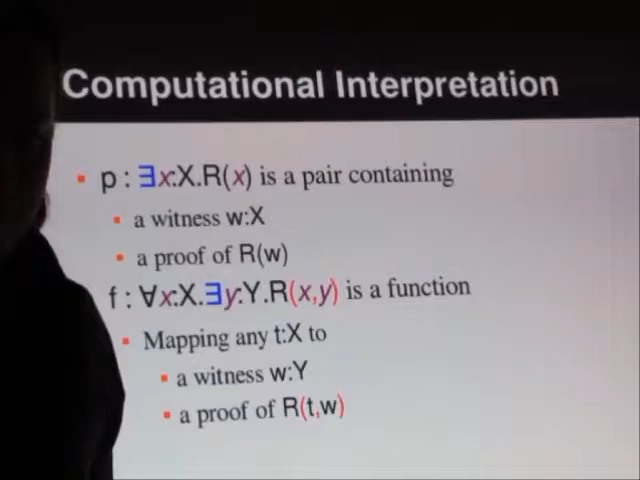 Computational Interpretation
▪ p : ∃x:X.R(x) is a pair containing
▪ a witness w:X
▪ a proof of R(w)
f : ∀x:X.∃y:Y.R(x,y) is a function
▪ Mapping any t:X to
▪ a witness w:Y
▪ a proof of R(t,w)